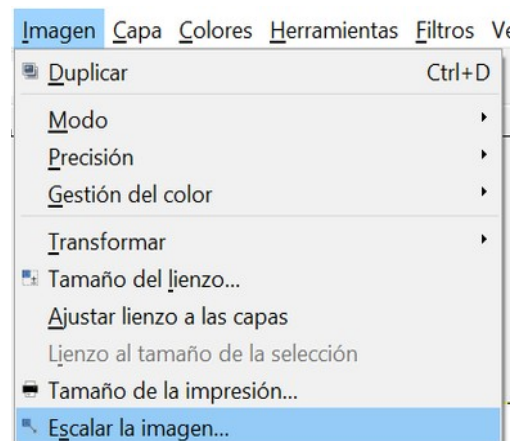 Imagen Capa Colores Herramientas Filtros
Duplicar Ctrl+D
Modo
Precisión
Gestión del color
Transformar
Tamaño del lienzo...
Ajustar lienzo a las capas
Lienzo al tamaño de la selección
Tamaño de la impresión...
Escalar la imagen...